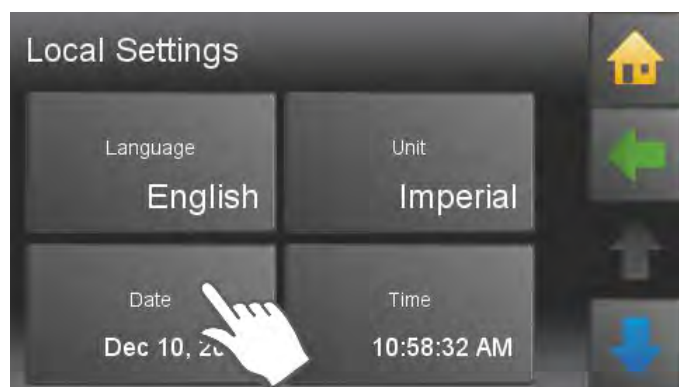 Local Settings
Language
Unit
English
Imperial
Date
Time
Dec 10,
10:58:32 AM